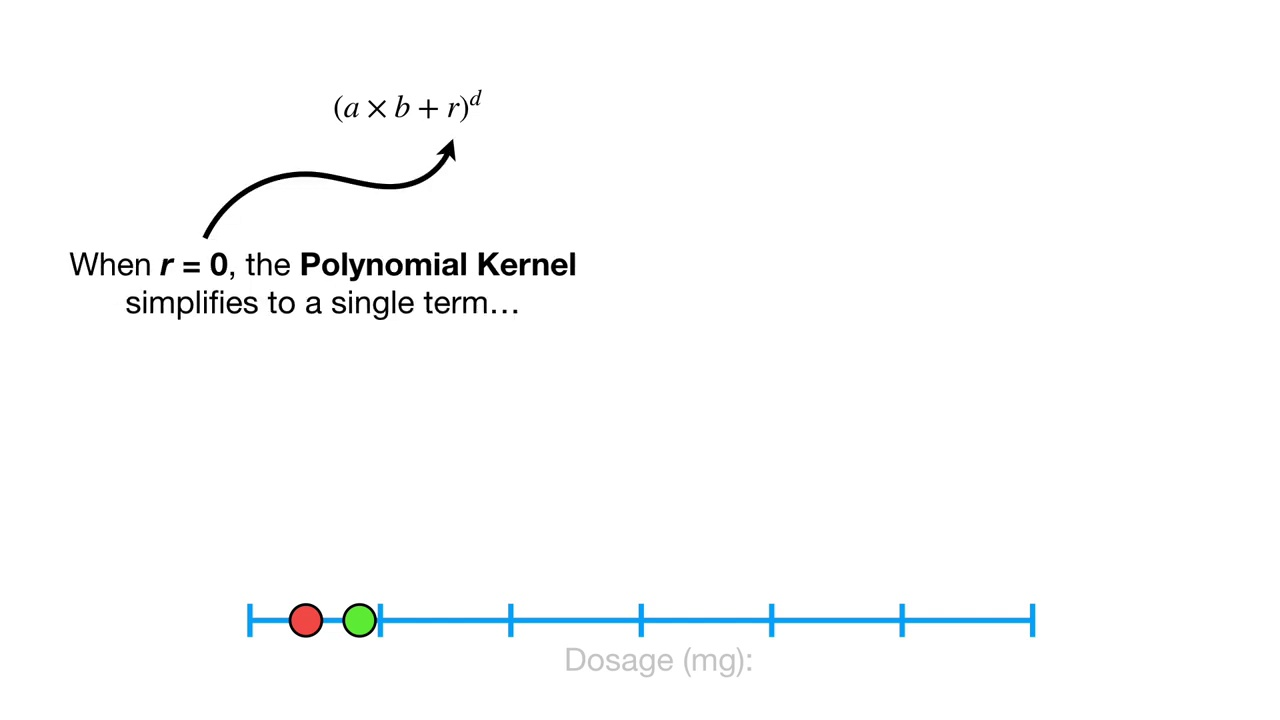 (a × b + r)^d
When r = 0, the Polynomial Kernel
simplifies to a single term…
Dosage (mg):